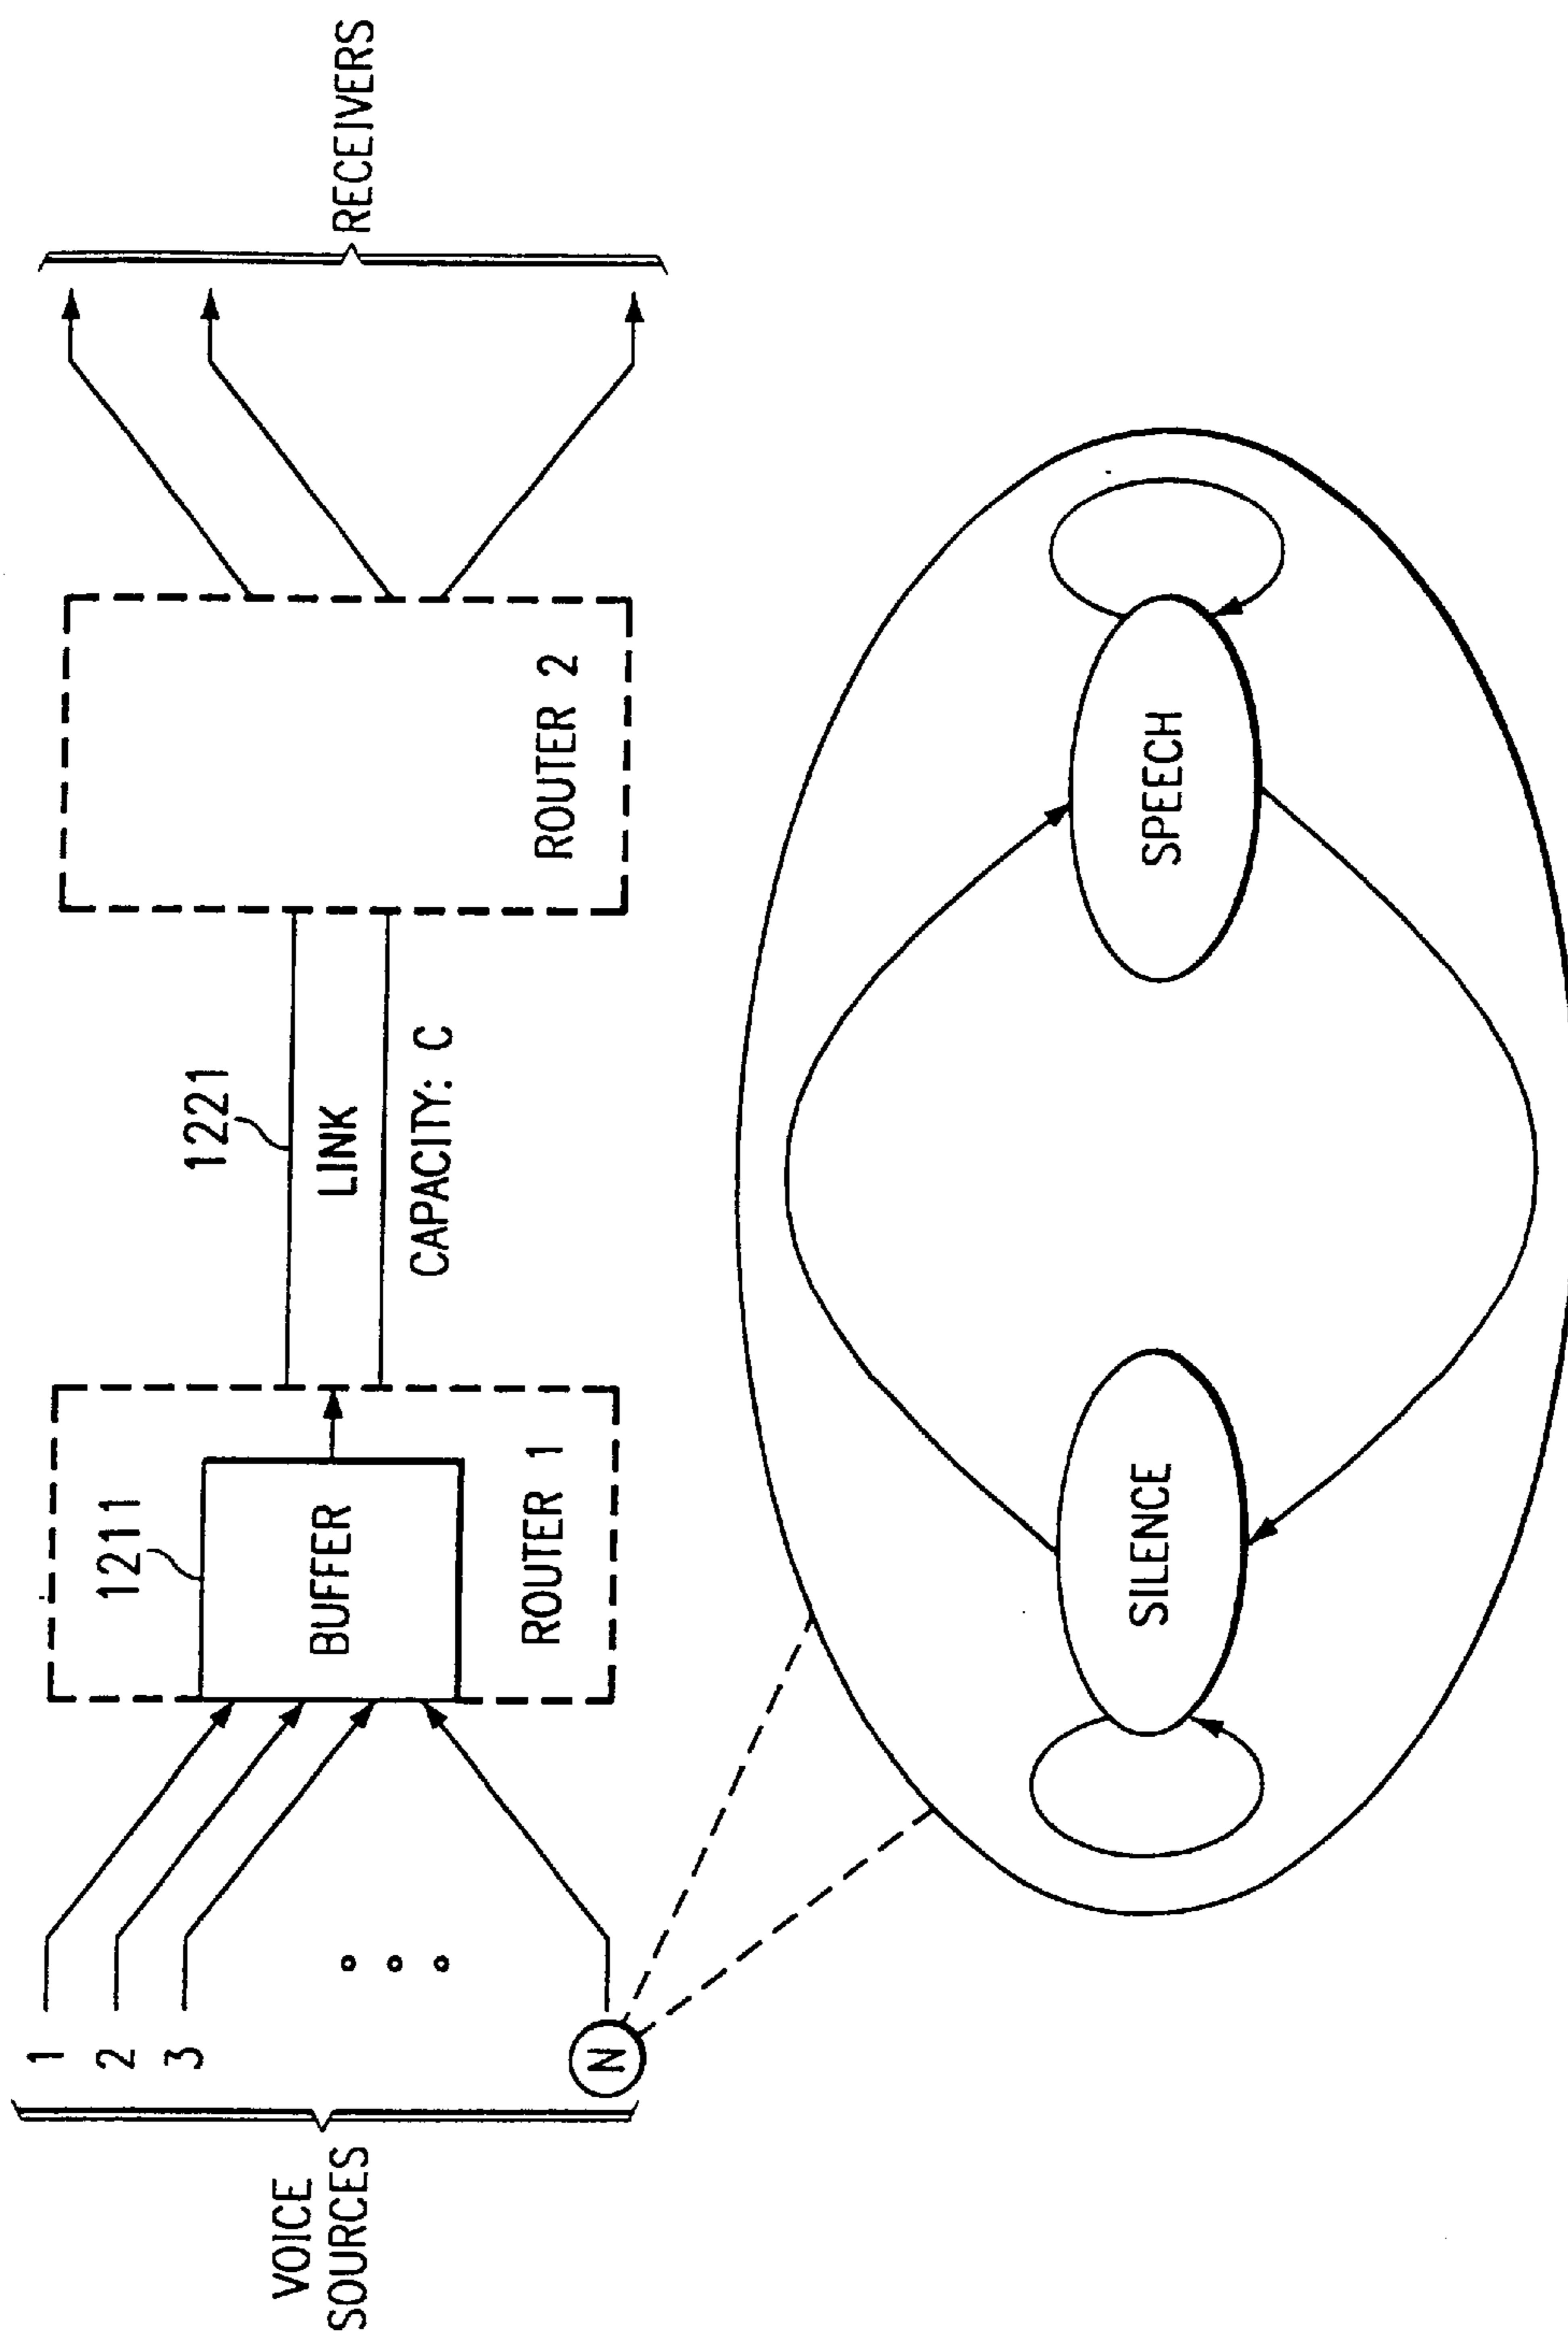 VOICE
SOURCES
1
2
3
N
1211
BUFFER
ROUTER 1
1221
LINK
CAPACITY: C
ROUTER 2
RECEIVERS
SILENCE
SPEECH